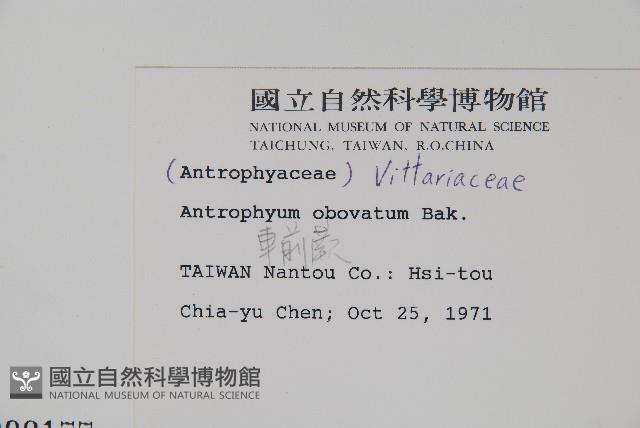 國立自然科學博物館
NATIONAL MUSEUM OF NATURAL SCIENCE
TAICHUNG, TAIWAN, R.O.CHINA
(Antrophyaceae) Vittariaceae
Antrophyum obovatum Bak.
車前蕨
TAIWAN Nantou Co.: Hsi-tou
Chia-yu Chen; Oct 25, 1971
國立自然科學博物館
NATIONAL MUSEUM OF NATURAL SCIENCE